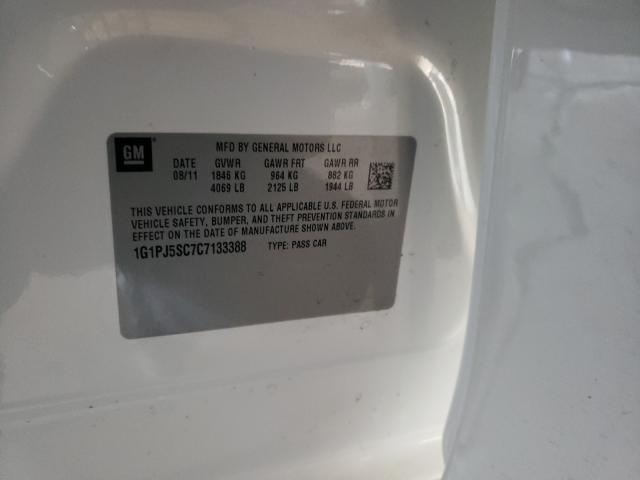 GM
MFD BY GENERAL MOTORS LLC
DATE GVWR GAWR FRT GAWR RR
08/11 1846 KG 964 KG 882 KG
4069 LB 2125 LB 1944 LB
THIS VEHICLE CONFORMS TO ALL APPLICABLE U.S. FEDERAL MOTOR
VEHICLE SAFETY, BUMPER, AND THEFT PREVENTION STANDARDS IN
EFFECT ON THE DATE OF MANUFACTURE SHOWN ABOVE.
1G1PJ5SC7C7133388 TYPE: PASS CAR